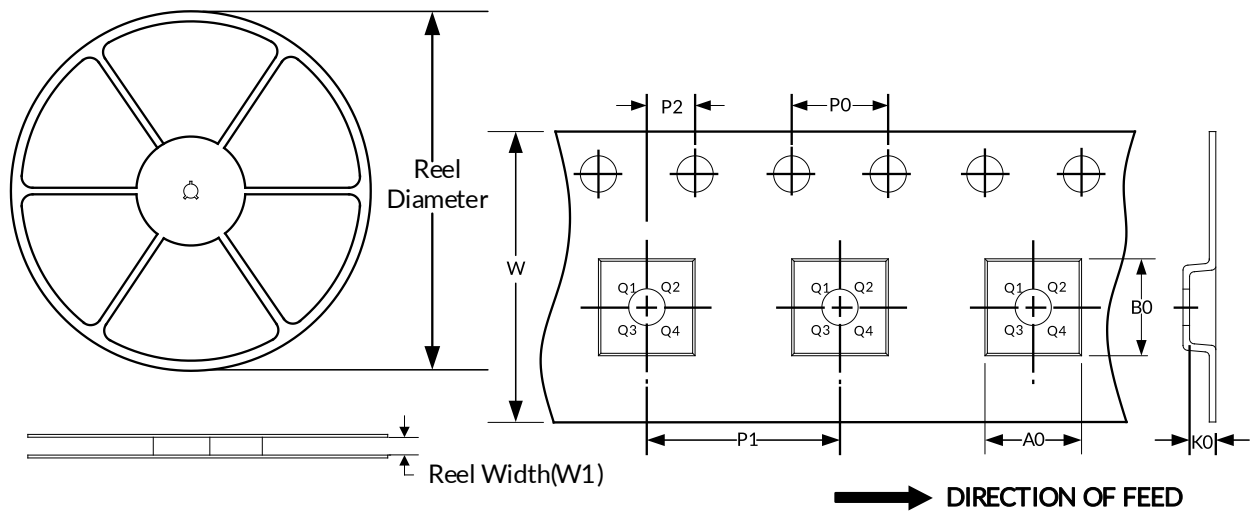 Reel
Diameter
Reel Width(W1)
P2
P0
W
Q1 Q2
Q3 Q4
Q1 Q2
Q3 Q4
Q1 Q2
Q3 Q4
B0
P1
A0
K0
DIRECTION OF FEED